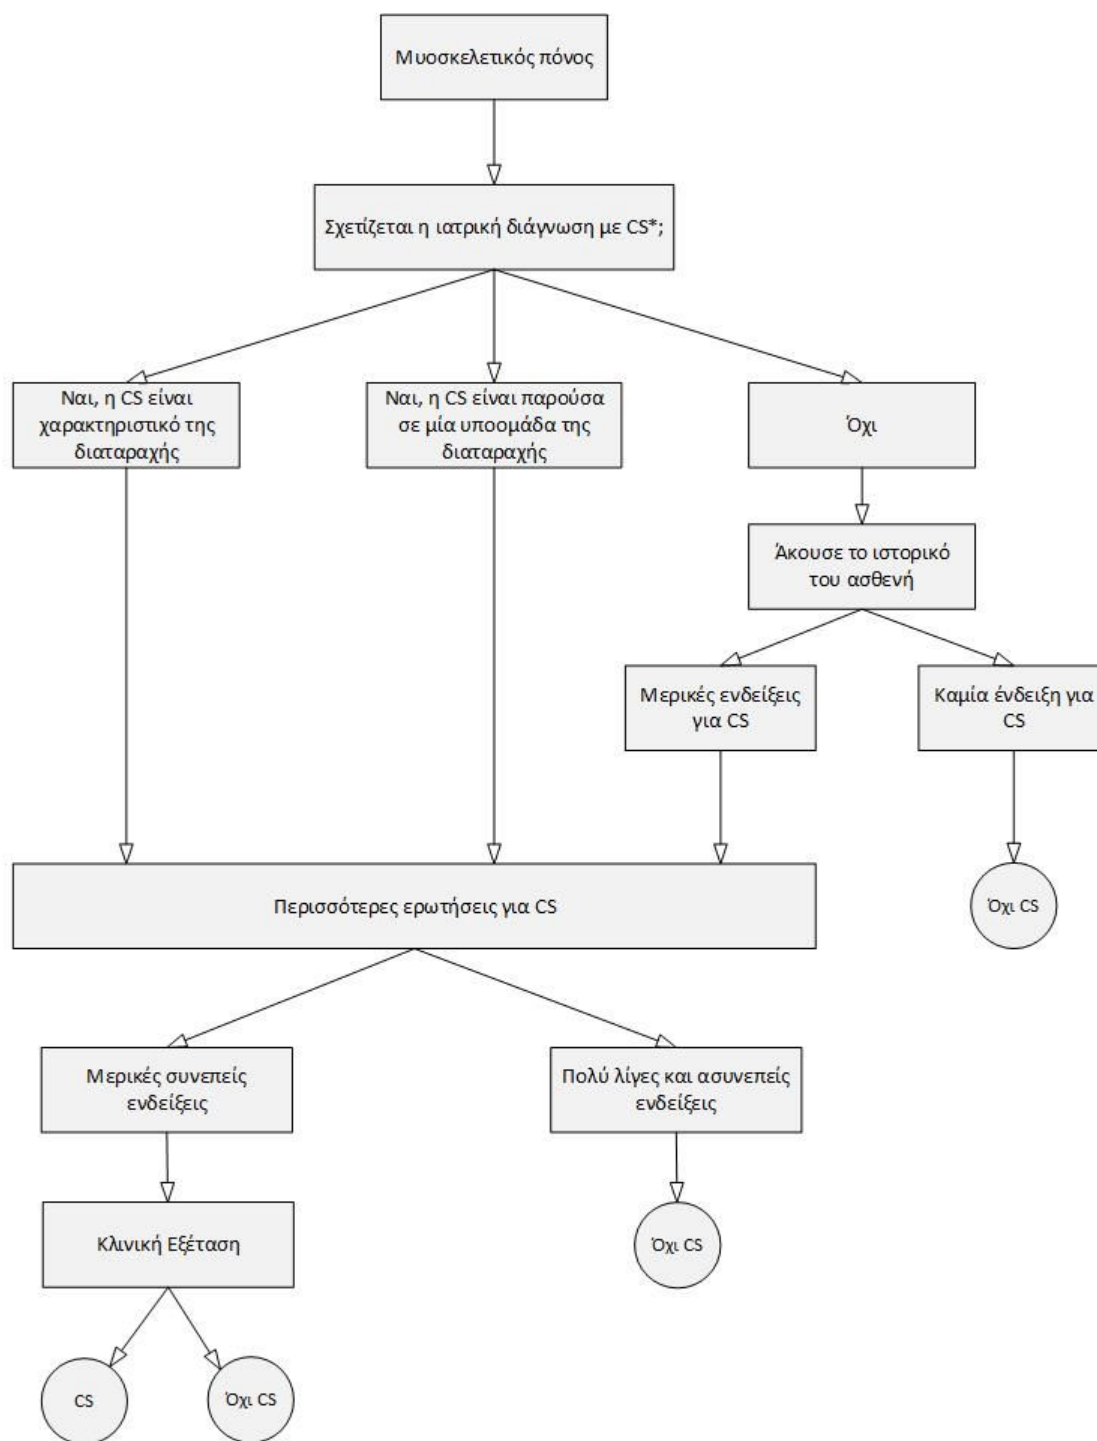 Μυοσκελετικός πόνος
Σχετίζεται η ιατρική διάγνωση με CS*;
Ναι, η CS είναι
χαρακτηριστικό της
διαταραχής
Ναι, η CS είναι παρούσα
σε μία υποομάδα της
διαταραχής
Όχι
Άκουσε το ιστορικό
του ασθενή
Μερικές ενδείξεις
για CS
Καμία ένδειξη για
CS
Περισσότερες ερωτήσεις για CS
Όχι CS
Μερικές συνεπείς
ενδείξεις
Πολύ λίγες και ασυνεπείς
ενδείξεις
Κλινική Εξέταση
Όχι CS
CS
Όχι CS